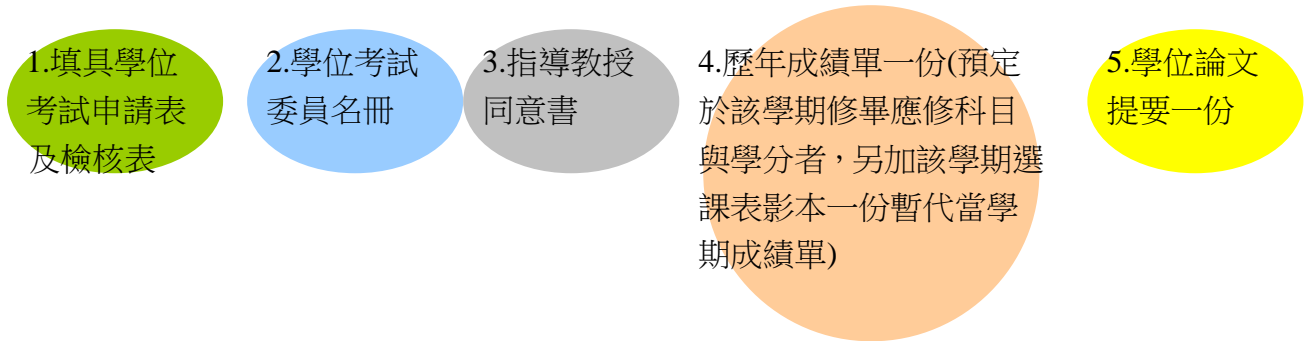 1.填具學位
考試申請表
及檢核表
2.學位考試
委員名冊
3.指導教授
同意書
4.歷年成績單一份(預定
於該學期修畢應修科目
與學分者，另加該學期選
課表影本一份暫代當學
期成績單)
5.學位論文
提要一份